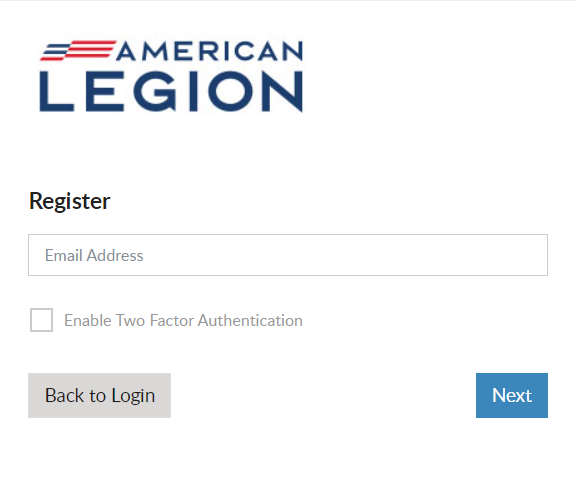 AMERICAN
LEGION
Register
Email Address
Enable Two Factor Authentication
Back to Login
Next